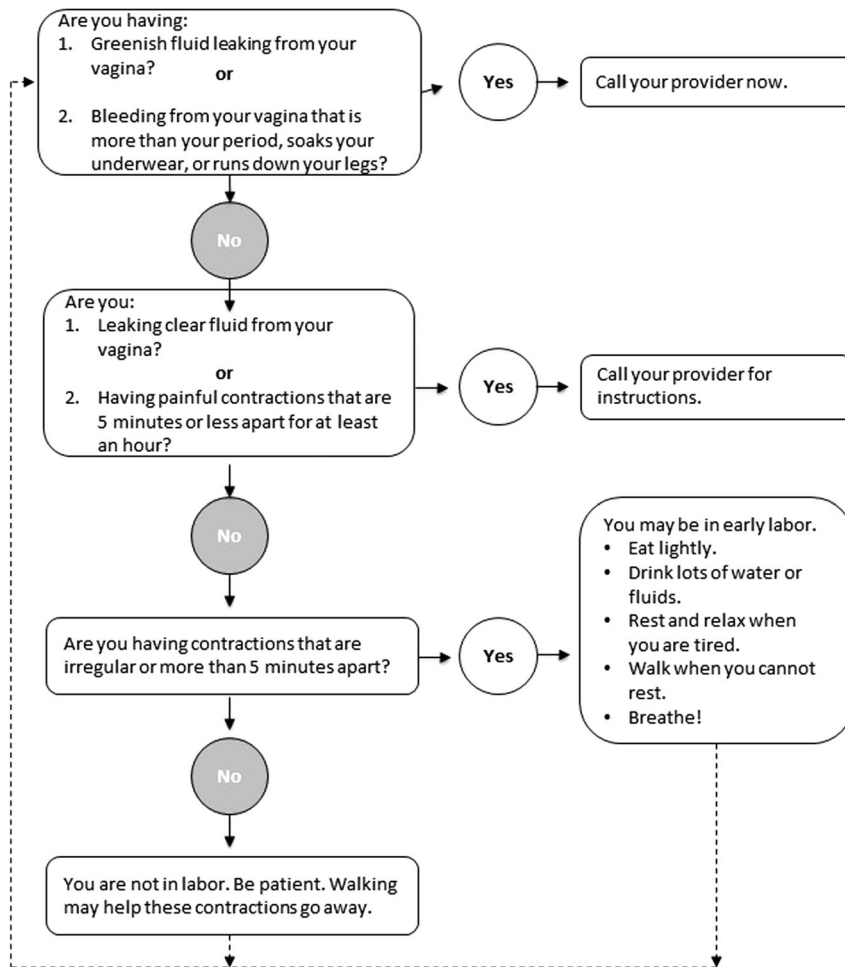 Are you having:
1. Greenish fluid leaking from your
vagina?
or
2. Bleeding from your vagina that is
more than your period, soaks your
underwear, or runs down your legs?
Yes
Call your provider now.
No
Are you:
1. Leaking clear fluid from your
vagina?
or
2. Having painful contractions that are
5 minutes or less apart for at least
an hour?
Yes
Call your provider for
instructions.
No
Are you having contractions that are
irregular or more than 5 minutes apart?
Yes
You may be in early labor.
• Eat lightly.
• Drink lots of water or
fluids.
• Rest and relax when
you are tired.
• Walk when you cannot
rest.
• Breathe!
No
You are not in labor. Be patient. Walking
may help these contractions go away.